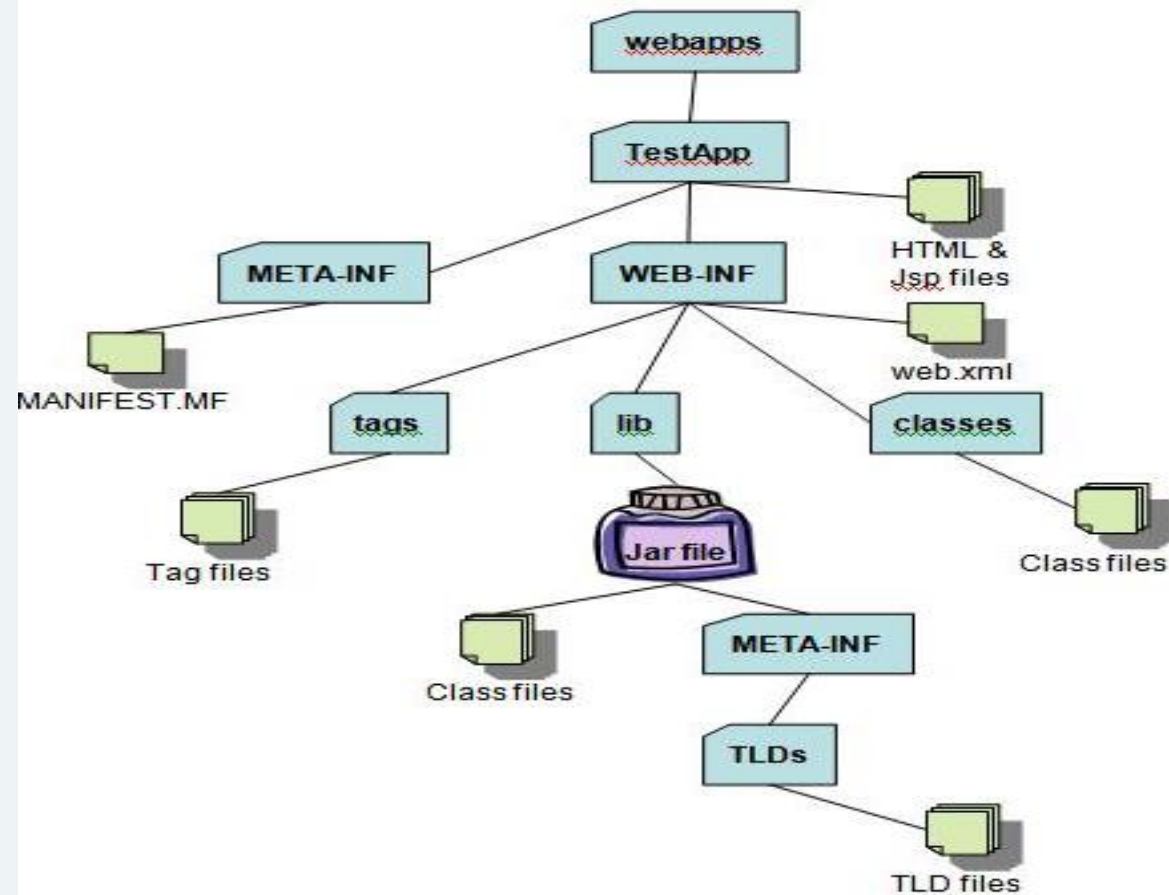 webapps
TestApp
HTML &
Jsp files
META-INF
WEB-INF
MANIFEST.MF
web.xml
tags
lib
classes
Tag files
Jar file
Class files
Class files
META-INF
TLDs
TLD files